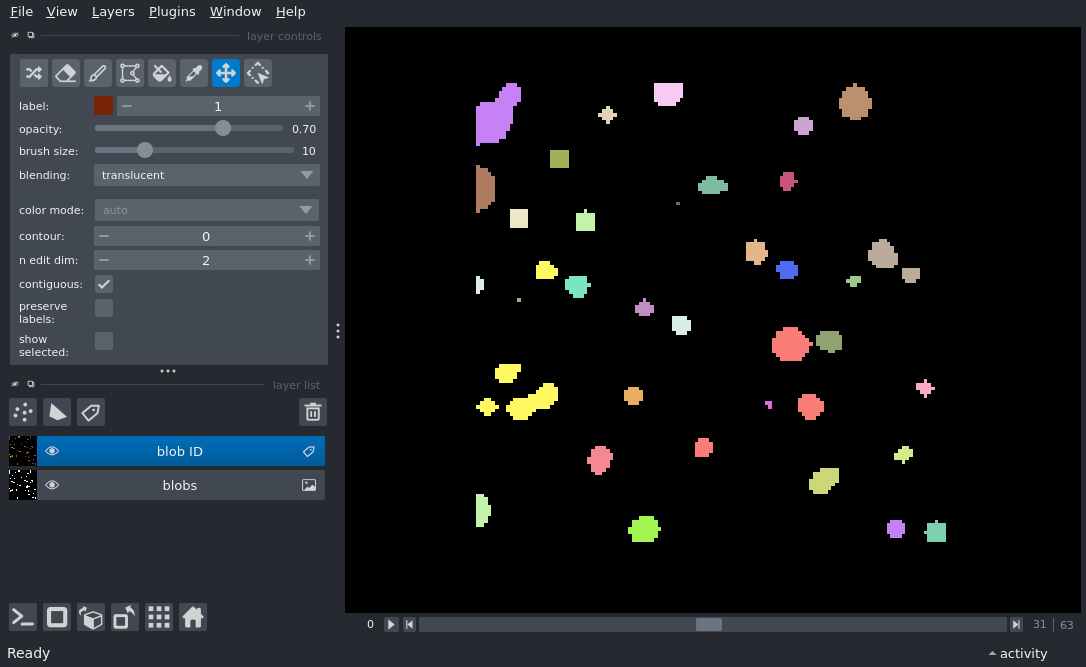 File View Layers Plugins Window Help
layer controls
label: 1
opacity: 0.70
brush size: 10
blending: translucent
color mode: auto
contour: 0
n edit dim: 2
contiguous:
preserve
labels:
show
selected:
layer list
blob ID
blobs
0 31 | 63
Ready activity